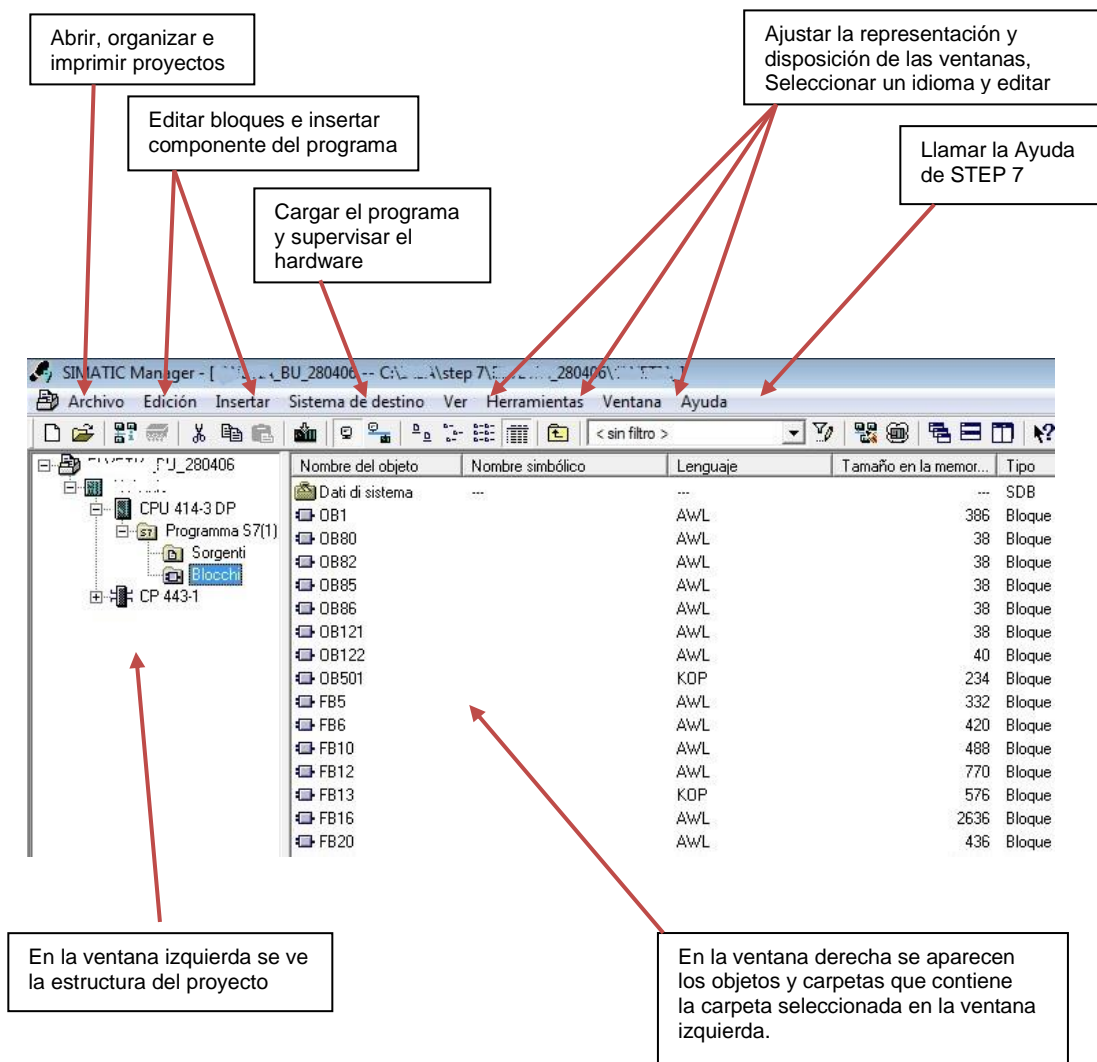 Abrir, organizar e
imprimir proyectos
Ajustar la representación y
disposición de las ventanas,
Seleccionar un idioma y editar
Editar bloques e insertar
componente del programa
Llamar la Ayuda
de STEP 7
Cargar el programa
y supervisar el
hardware
SIMATIC Manager - [ _BU_280406 -- C:\ \step 7\ _280406\
Archivo Edición Insertar Sistema de destino Ver Herramientas Ventana Ayuda
< sin filtro >
_280406
CPU 414-3 DP
Programma S7(1)
Sorgenti
Blocchi
CP 443-1
Nombre del objeto Nombre simbólico Lenguaje Tamaño en la memor... Tipo
Dati di sistema --- --- --- SDB
OB1 AWL 386 Bloque
OB80 AWL 38 Bloque
OB82 AWL 38 Bloque
OB85 AWL 38 Bloque
OB86 AWL 38 Bloque
OB121 AWL 38 Bloque
OB122 AWL 40 Bloque
OB501 KOP 234 Bloque
FB5 AWL 332 Bloque
FB6 AWL 420 Bloque
FB10 AWL 488 Bloque
FB12 AWL 770 Bloque
FB13 KOP 576 Bloque
FB16 AWL 2636 Bloque
FB20 AWL 436 Bloque
En la ventana izquierda se ve
la estructura del proyecto
En la ventana derecha se aparecen
los objetos y carpetas que contiene
la carpeta seleccionada en la ventana
izquierda.